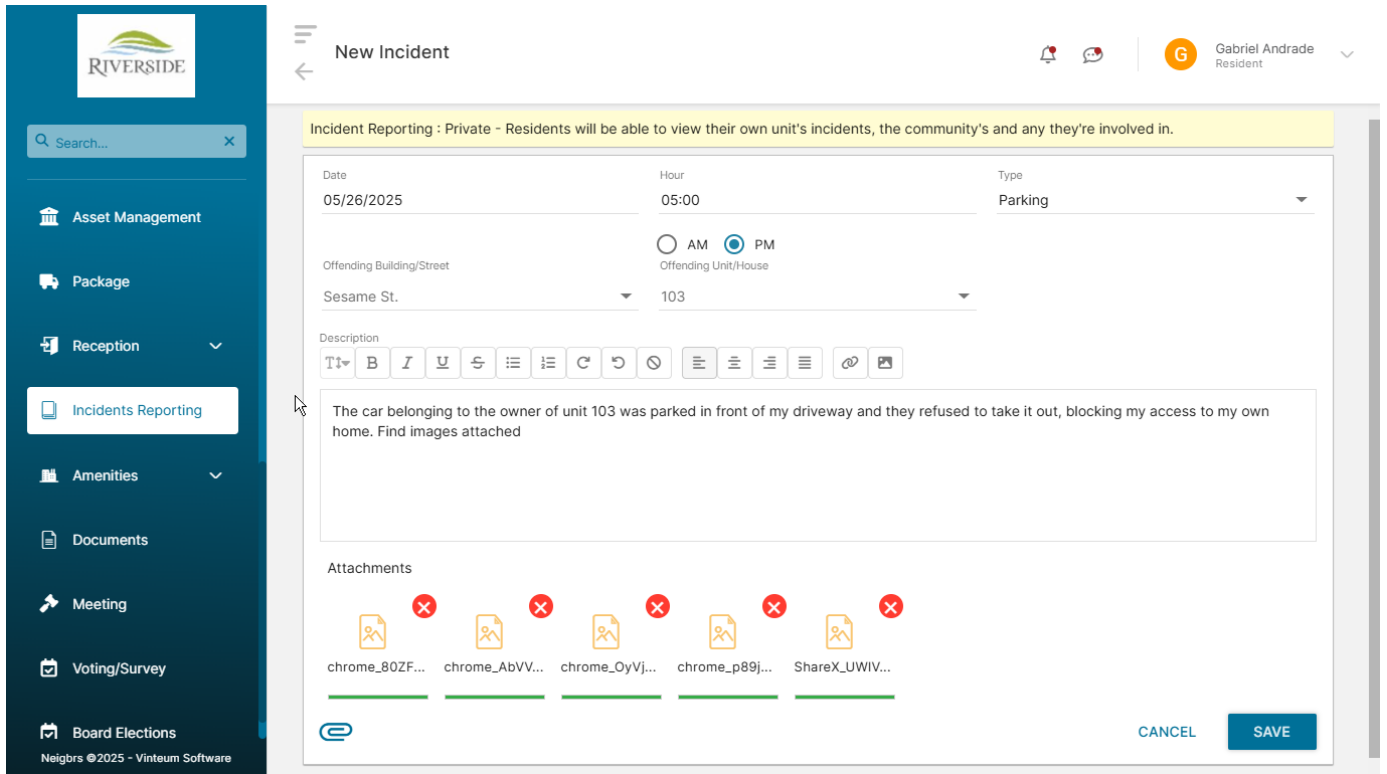 RIVERSIDE
New Incident
G
Gabriel Andrade
Resident
Search...
Incident Reporting : Private - Residents will be able to view their own unit's incidents, the community's and any they're involved in.
Date
Hour
Type
05/26/2025
05:00
Parking
AM
PM
Offending Building/Street
Offending Unit/House
Sesame St.
103
Asset Management
Package
Reception
Incidents Reporting
Amenities
Documents
Meeting
Voting/Survey
Board Elections
Neigbrs ©2025 - Vinteum Software
Description
The car belonging to the owner of unit 103 was parked in front of my driveway and they refused to take it out, blocking my access to my own
home. Find images attached
Attachments
chrome_80ZF...
chrome_AbVV...
chrome_OyVj...
chrome_p89j...
ShareX_UWIV...
CANCEL
SAVE